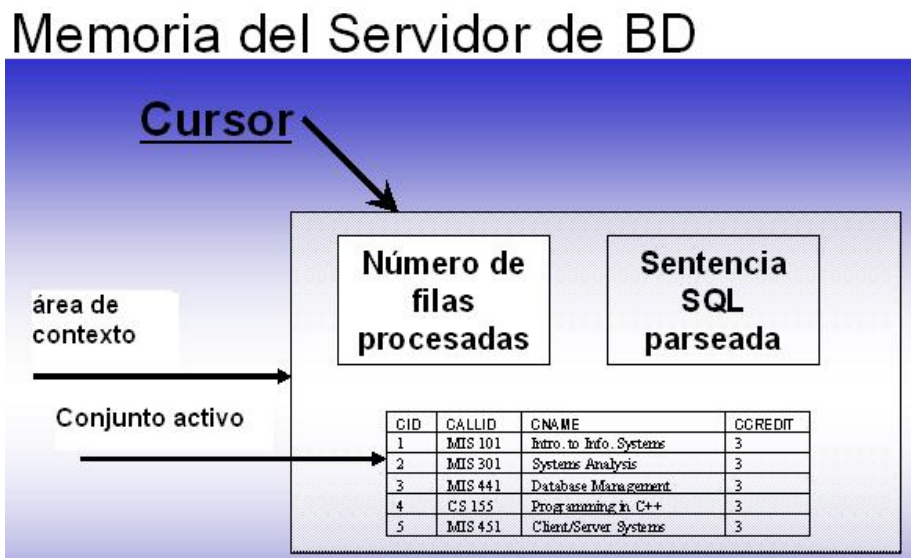 Memoria del Servidor de BD
Cursor
Número de
filas
procesadas
Sentencia
SQL
parseada
área de
contexto
Conjunto activo
CID CALLID CNAME CCREDIT
1 MIS 101 Intro. to Info. Systems 3
2 MIS 301 Systems Analysis 3
3 MIS 441 Database Management 3
4 CS 155 Programming in C++ 3
5 MIS 451 Client/Server Systems 3